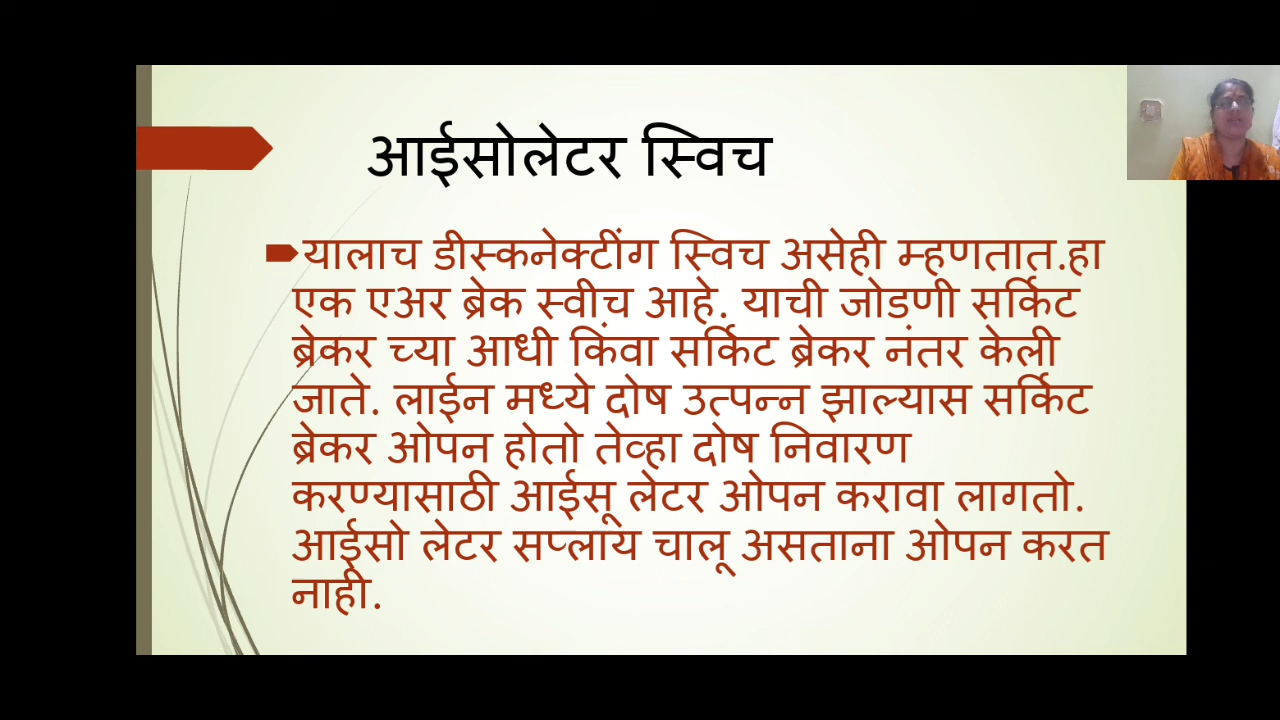 आईसोलेटर स्विच
यालाच डीस्कनेक्टींग स्विच असेही म्हणतात.हा
एक एअर ब्रेक स्वीच आहे. याची जोडणी सर्किट
ब्रेकर च्या आधी किंवा सर्किट ब्रेकर नंतर केली
जाते. लाईन मध्ये दोष उत्पन्न झाल्यास सर्किट
ब्रेकर ओपन होतो तेव्हा दोष निवारण
करण्यासाठी आईसू लेटर ओपन करावा लागतो.
आईसो लेटर सप्लाय चालू असताना ओपन करत
नाही.